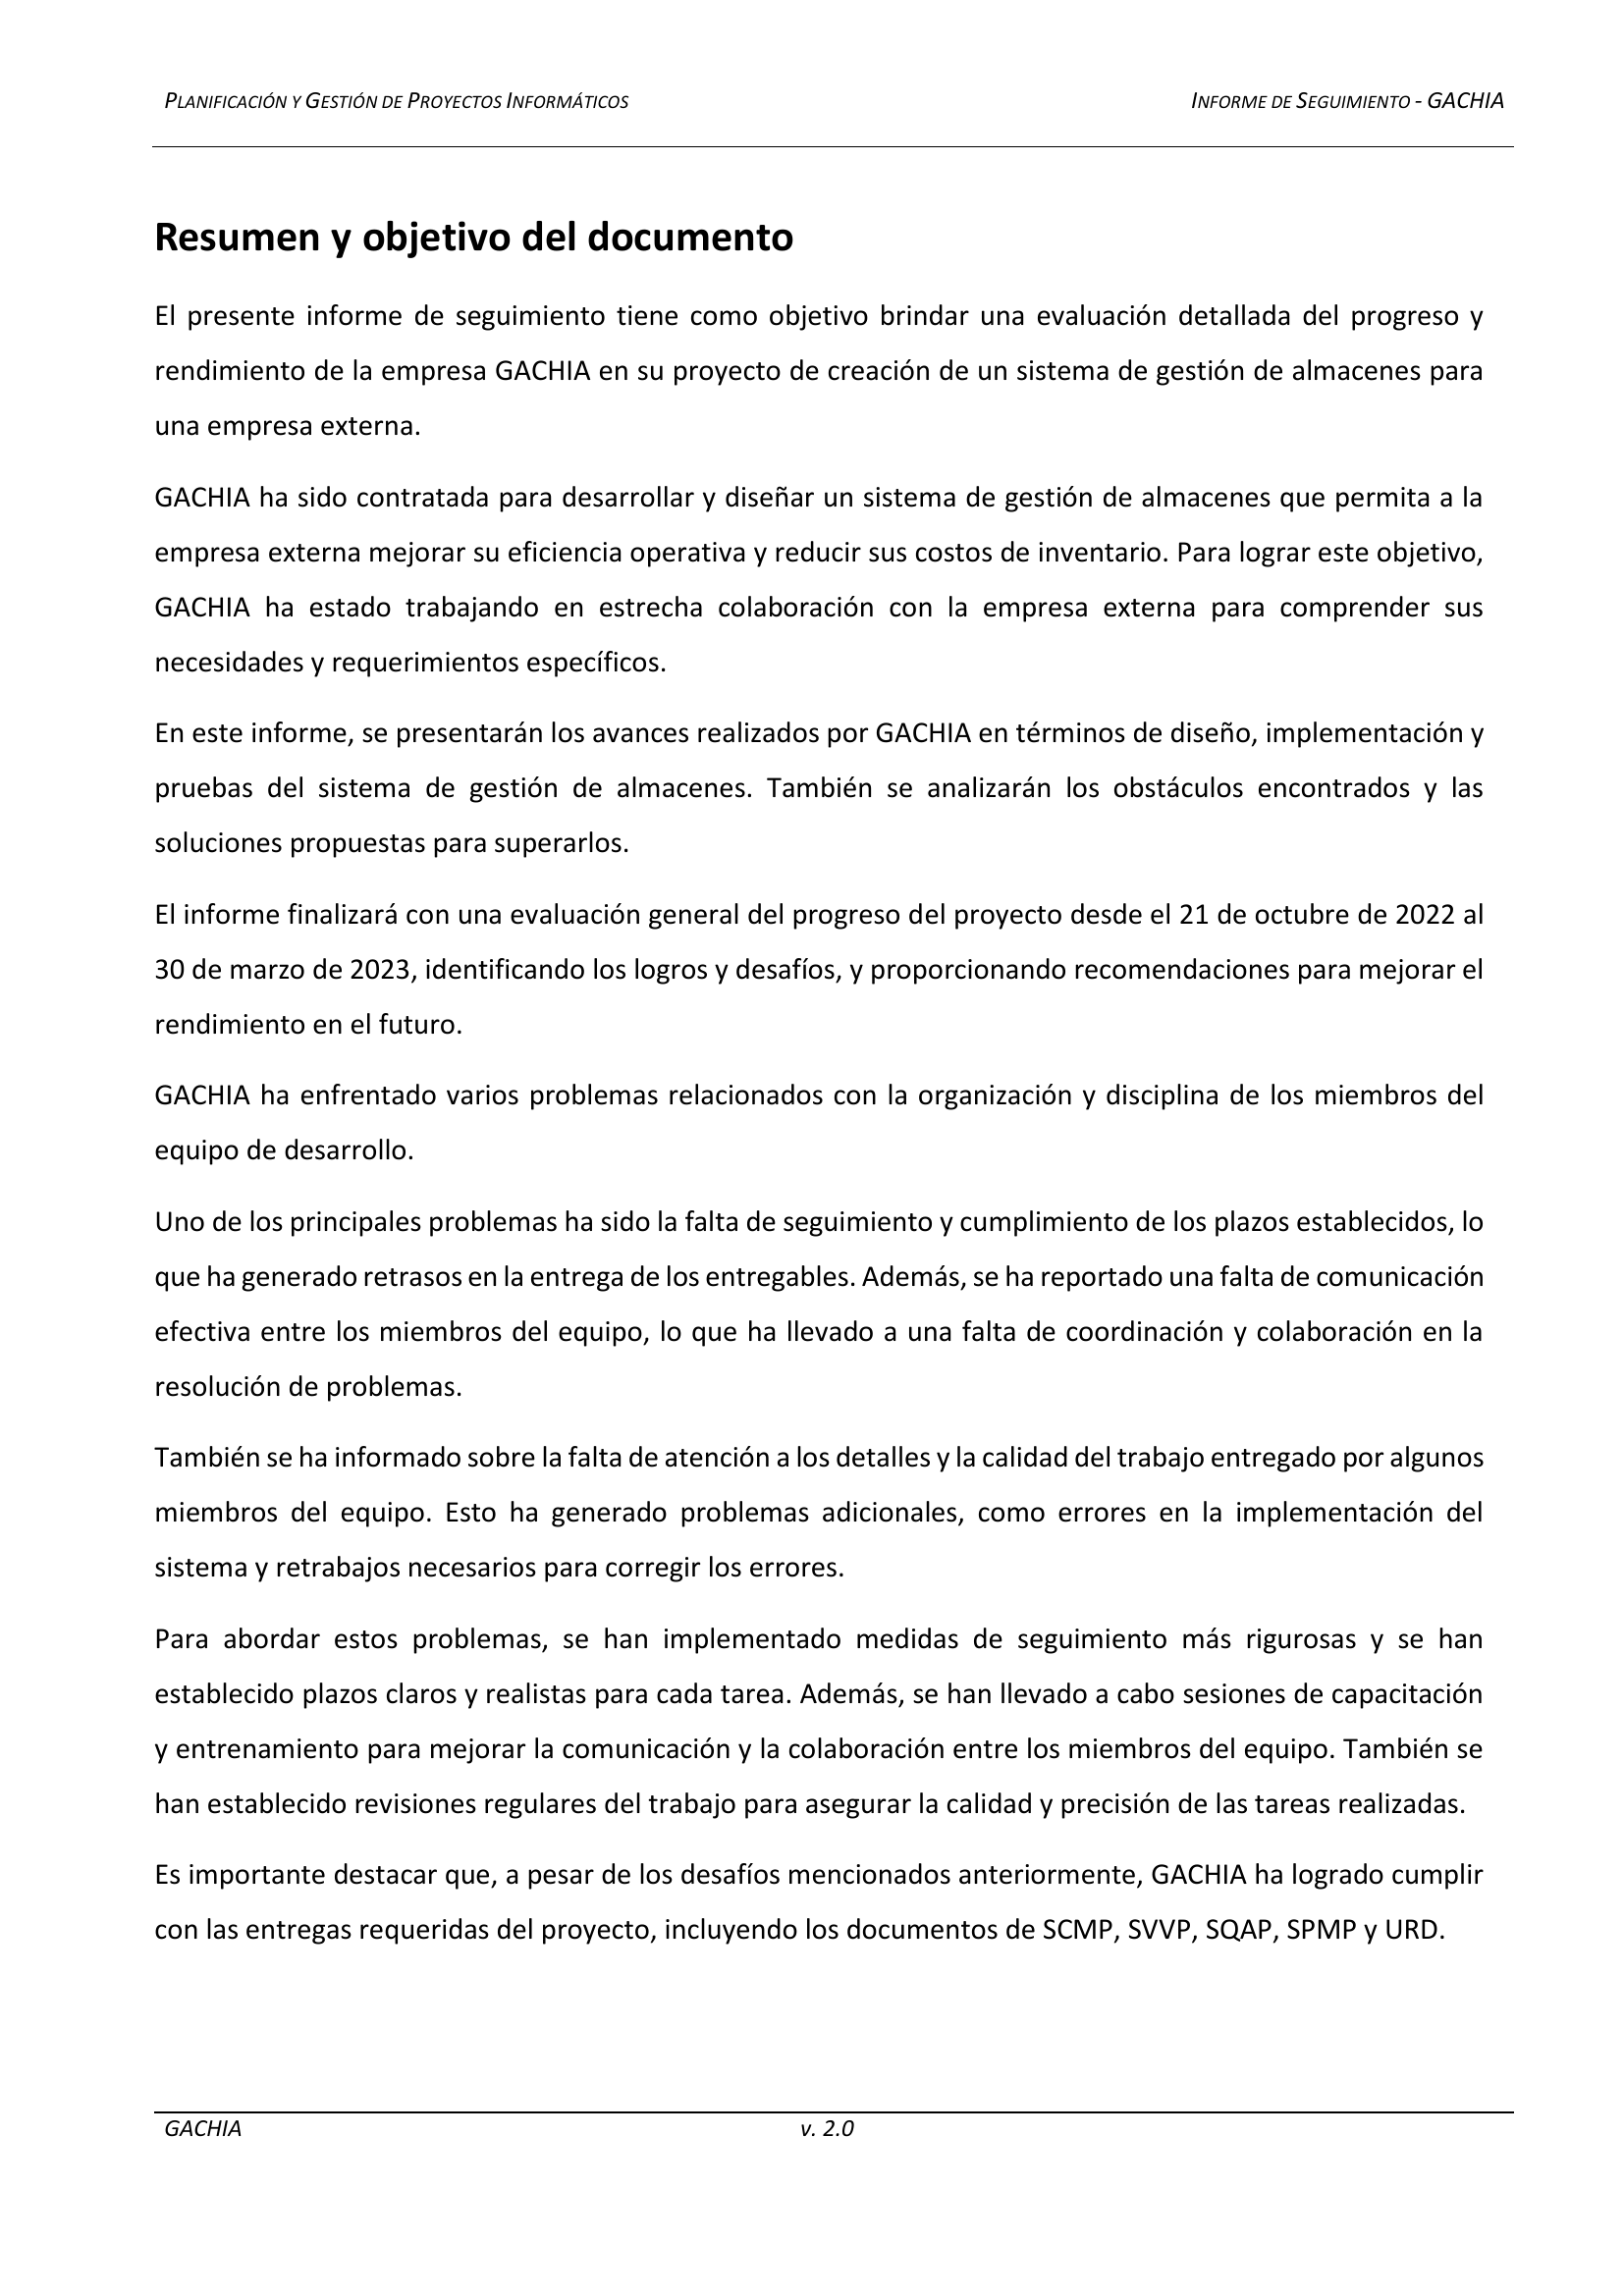 Planificación y Gestión de Proyectos Informáticos
Informe de Seguimiento - GACHIA
Resumen y objetivo del documento
El presente informe de seguimiento tiene como objetivo brindar una evaluación detallada del progreso y
rendimiento de la empresa GACHIA en su proyecto de creación de un sistema de gestión de almacenes para
una empresa externa.
GACHIA ha sido contratada para desarrollar y diseñar un sistema de gestión de almacenes que permita a la
empresa externa mejorar su eficiencia operativa y reducir sus costos de inventario. Para lograr este objetivo,
GACHIA ha estado trabajando en estrecha colaboración con la empresa externa para comprender sus
necesidades y requerimientos específicos.
En este informe, se presentarán los avances realizados por GACHIA en términos de diseño, implementación y
pruebas del sistema de gestión de almacenes. También se analizarán los obstáculos encontrados y las
soluciones propuestas para superarlos.
El informe finalizará con una evaluación general del progreso del proyecto desde el 21 de octubre de 2022 al
30 de marzo de 2023, identificando los logros y desafíos, y proporcionando recomendaciones para mejorar el
rendimiento en el futuro.
GACHIA ha enfrentado varios problemas relacionados con la organización y disciplina de los miembros del
equipo de desarrollo.
Uno de los principales problemas ha sido la falta de seguimiento y cumplimiento de los plazos establecidos, lo
que ha generado retrasos en la entrega de los entregables. Además, se ha reportado una falta de comunicación
efectiva entre los miembros del equipo, lo que ha llevado a una falta de coordinación y colaboración en la
resolución de problemas.
También se ha informado sobre la falta de atención a los detalles y la calidad del trabajo entregado por algunos
miembros del equipo. Esto ha generado problemas adicionales, como errores en la implementación del
sistema y retrabajos necesarios para corregir los errores.
Para abordar estos problemas, se han implementado medidas de seguimiento más rigurosas y se han
establecido plazos claros y realistas para cada tarea. Además, se han llevado a cabo sesiones de capacitación
y entrenamiento para mejorar la comunicación y la colaboración entre los miembros del equipo. También se
han establecido revisiones regulares del trabajo para asegurar la calidad y precisión de las tareas realizadas.
Es importante destacar que, a pesar de los desafíos mencionados anteriormente, GACHIA ha logrado cumplir
con las entregas requeridas del proyecto, incluyendo los documentos de SCMP, SVVP, SQAP, SPMP y URD.
GACHIA
v. 2.0